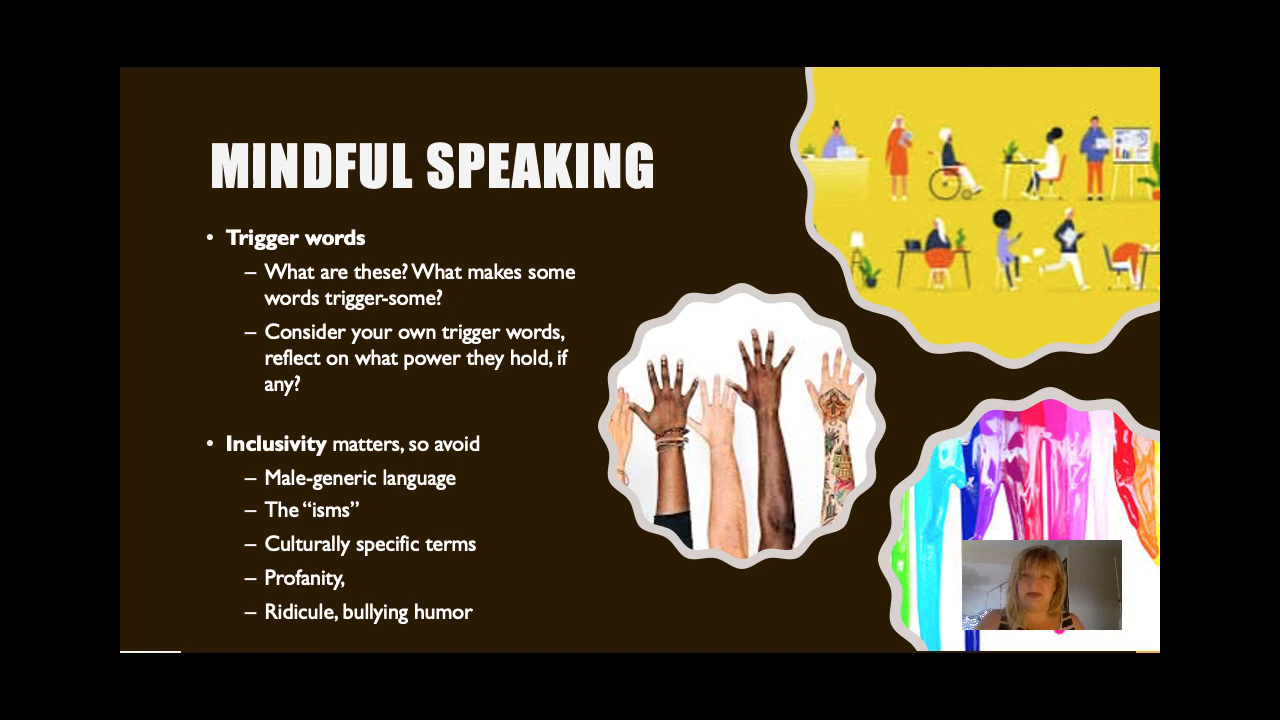 MINDFUL SPEAKING
• Trigger words
– What are these? What makes some
words trigger-some?
– Consider your own trigger words,
reflect on what power they hold, if
any?
• Inclusivity matters, so avoid
– Male-generic language
– The “isms”
– Culturally specific terms
– Profanity,
– Ridicule, bullying humor